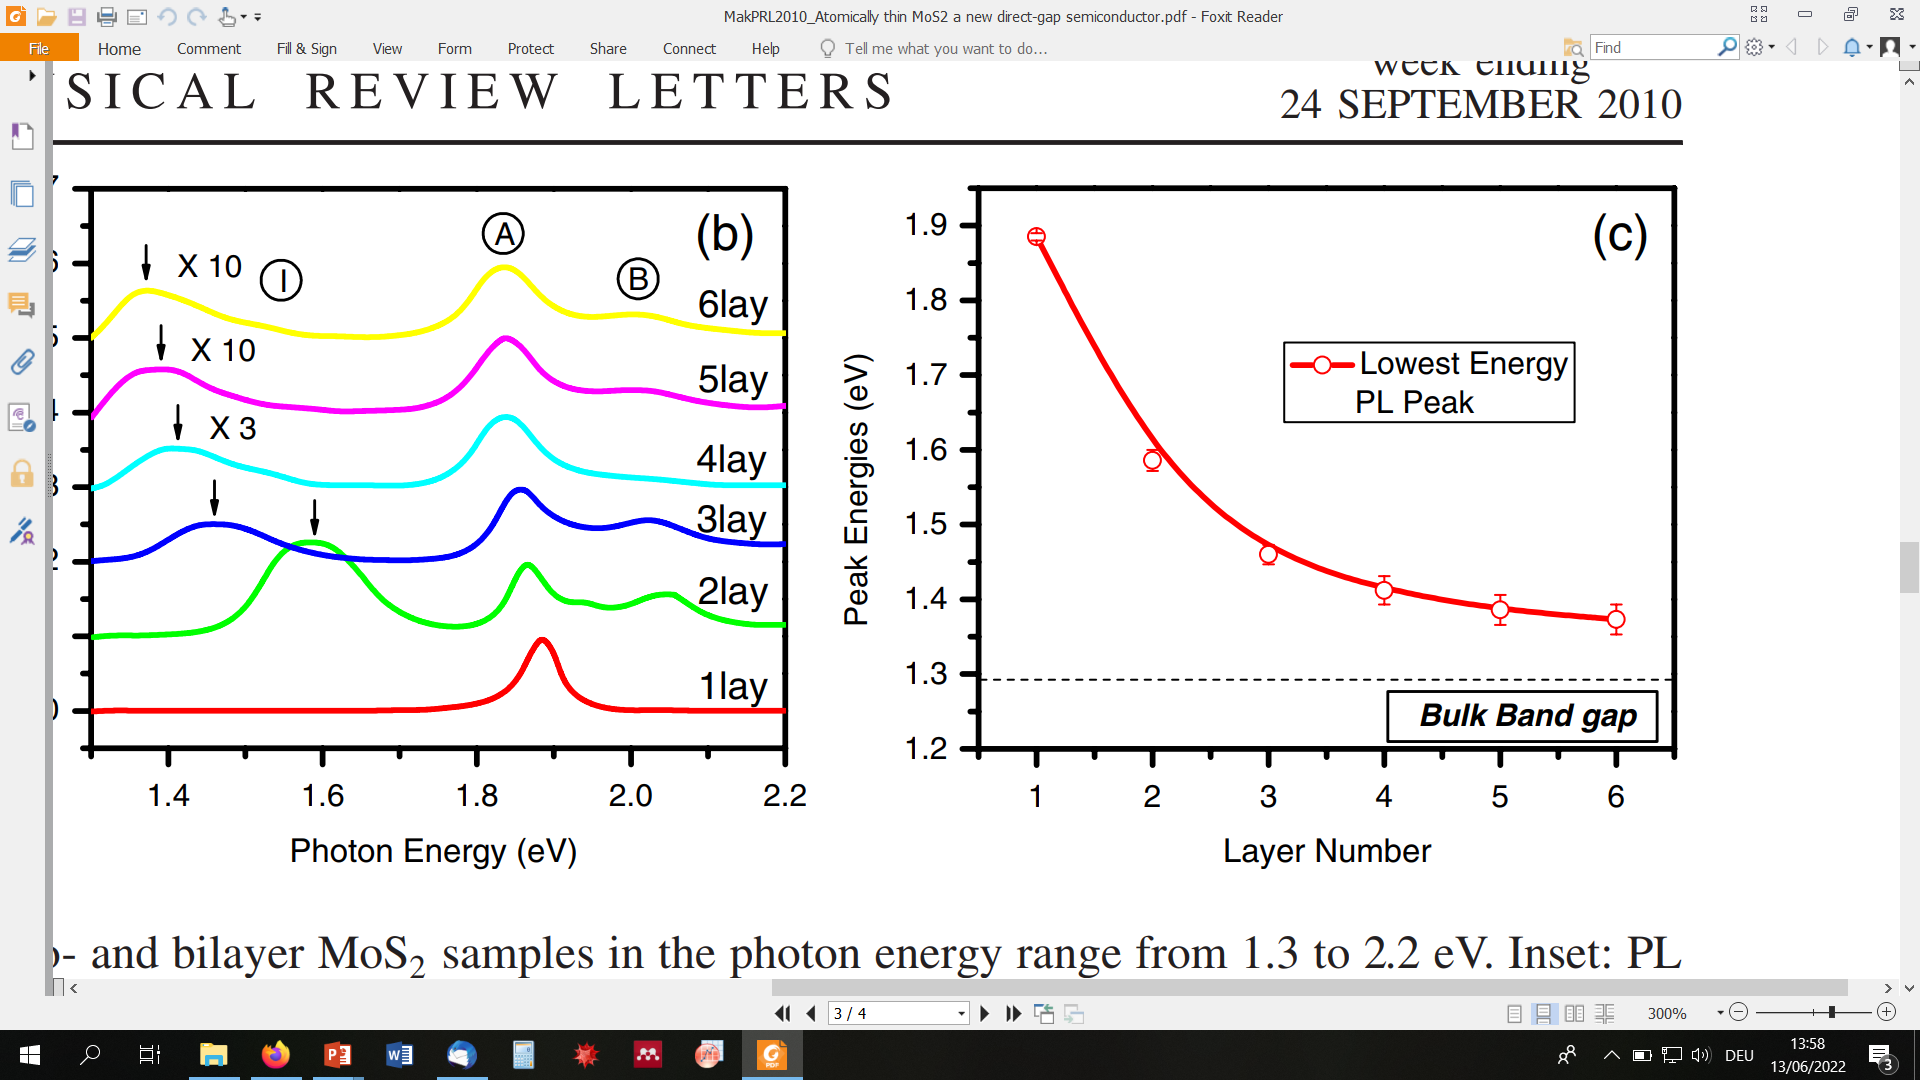 MakPRL2010_Atomically thin MoS2 a new direct-gap semiconductor.pdf - Foxit Reader
File Home Comment Fill & Sign View Form Protect Share Connect Help Tell me what you want to do... Find
SICAL REVIEW LETTERS
week ending
24 SEPTEMBER 2010
(b)
A
X 10
I
B
6lay
X 10
5lay
X 3
4lay
3lay
2lay
1lay
1.4 1.6 1.8 2.0 2.2
Photon Energy (eV)
(c)
1.9
1.8
1.7
1.6
1.5
1.4
1.3
1.2
Peak Energies (eV)
Lowest Energy
PL Peak
Bulk Band gap
1 2 3 4 5 6
Layer Number
- and bilayer MoS2 samples in the photon energy range from 1.3 to 2.2 eV. Inset: PL
3 / 4
300%
DEU
13:58
13/06/2022
3